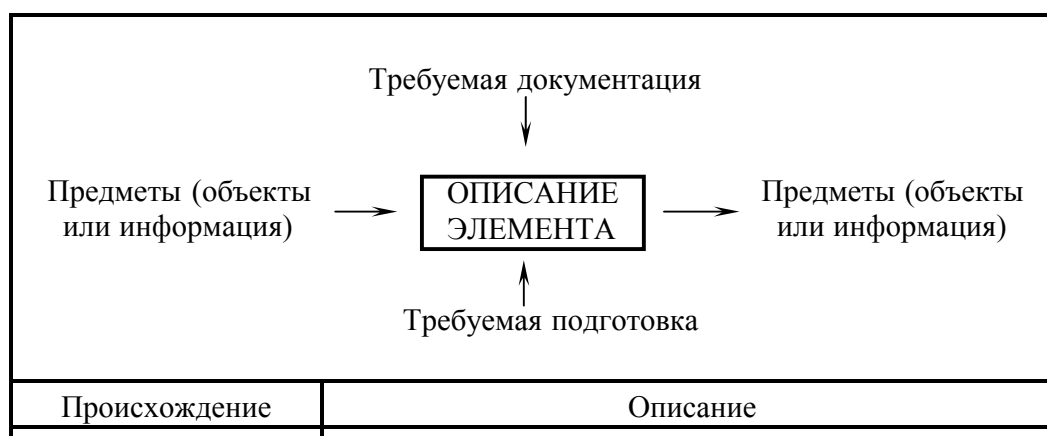 Требуемая документация
Предметы (объекты
или информация)
ОПИСАНИЕ
ЭЛЕМЕНТА
Предметы (объекты
или информация)
Требуемая подготовка
Происхождение
Описание